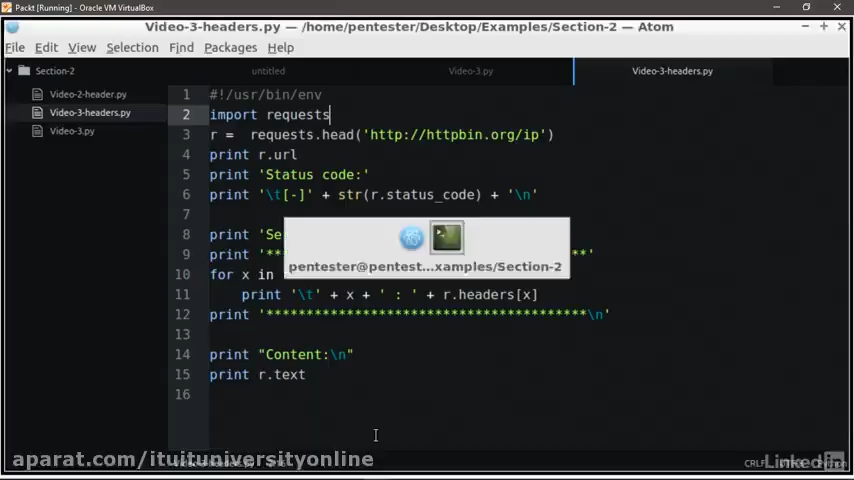 Packt [Running] - Oracle VM VirtualBox
Video-3-headers.py — /home/pentester/Desktop/Examples/Section-2 — Atom
File Edit View Selection Find Packages Help
Section-2
untitled
Video-3.py
Video-3-headers.py
Video-2-header.py
Video-3-headers.py
Video-3.py
1 #!/usr/bin/env
2 import requests
3 r =  requests.head('http://httpbin.org/ip')
4 print r.url
5 print 'Status code:'
6 print '\t[-]' + str(r.status_code) + '\n'
7
8 print 'Se
9 print '** **'
10 for x in
11     print '\t' + x + ' : ' + r.headers[x]
12 print '****************************************\n'
13
14 print "Content:\n"
15 print r.text
16
pentester@pentest...xamples/Section-2
aparat.com/ituituniversityonline
CRLF
LinkedIn